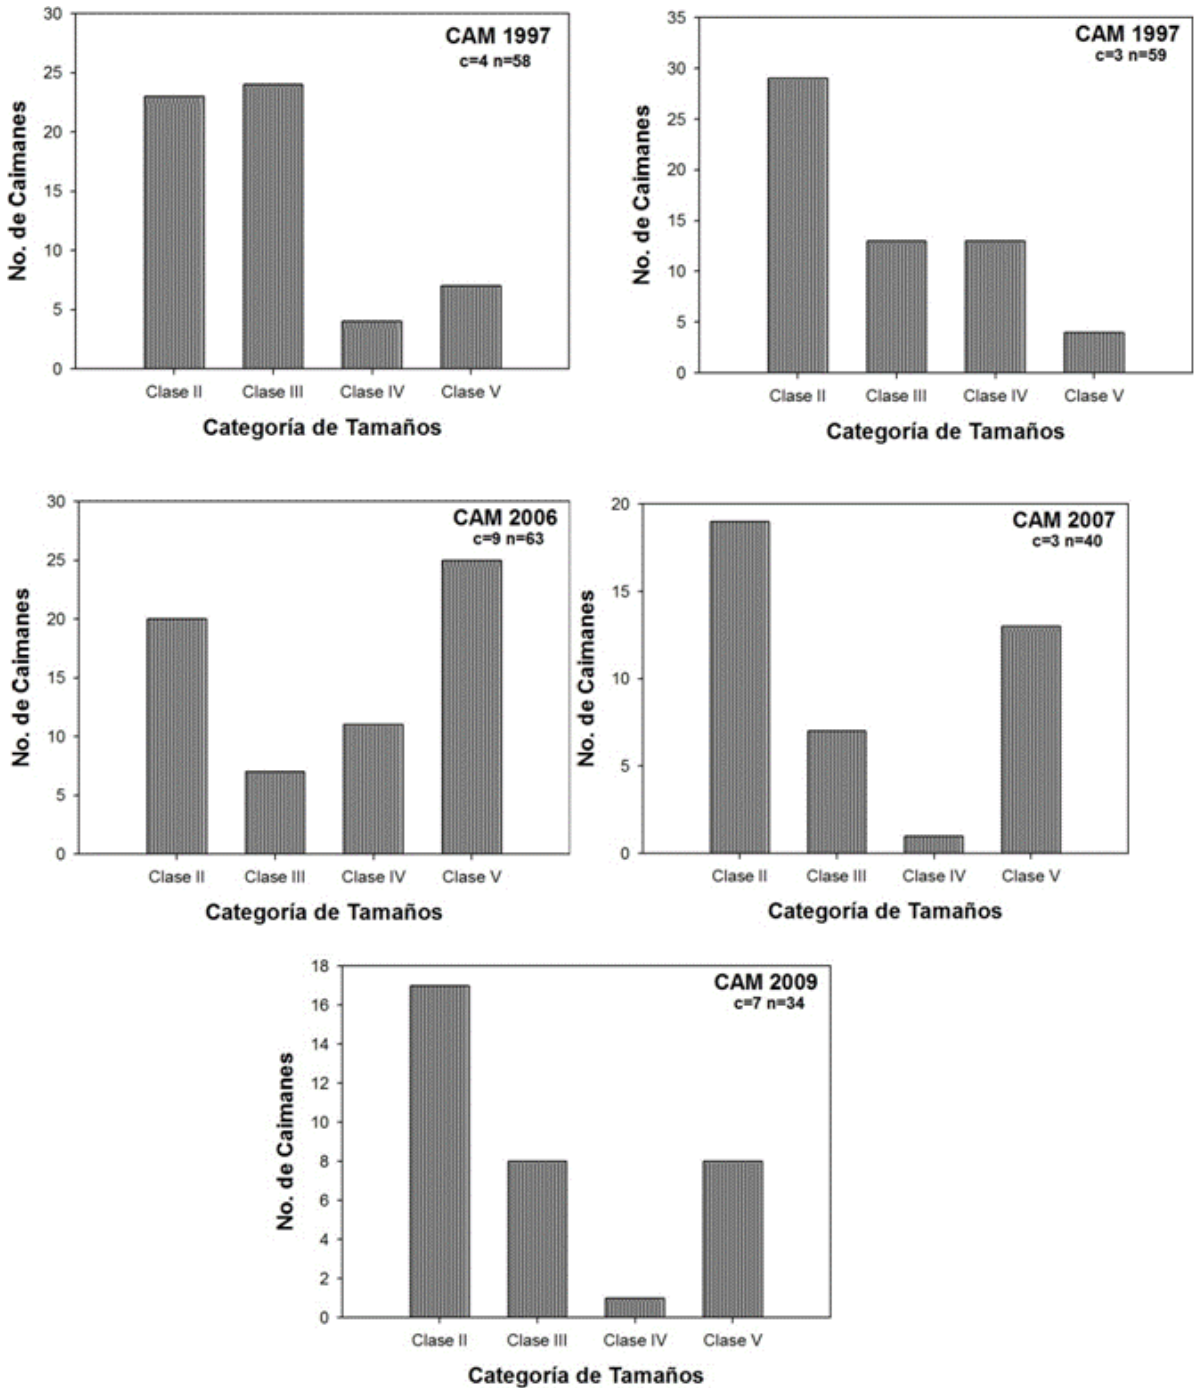 CAM 1997
c=4 n=58
No. de Caimanes
30
25
20
15
10
5
0
Clase II Clase III Clase IV Clase V
Categoría de Tamaños
CAM 1997
c=3 n=59
No. de Caimanes
35
30
25
20
15
10
5
0
Clase II Clase III Clase IV Clase V
Categoría de Tamaños
CAM 2006
c=9 n=63
No. de Caimanes
30
25
20
15
10
5
0
Clase II Clase III Clase IV Clase V
Categoría de Tamaños
CAM 2007
c=3 n=40
No. de Caimanes
20
15
10
5
0
Clase II Clase III Clase IV Clase V
Categoría de Tamaños
CAM 2009
c=7 n=34
No. de Caimanes
18
16
14
12
10
8
6
4
2
0
Clase II Clase III Clase IV Clase V
Categoría de Tamaños